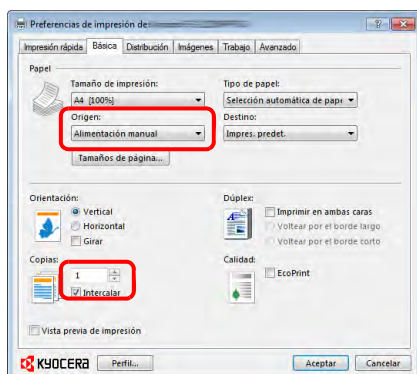 Preferencias de impresión de
Impresión rápida Básica Distribución Imágenes Trabajo Avanzado
Papel
Tamaño de impresión: Tipo de papel:
A4 [100%] Selección automática de pape
Origen: Destino:
Alimentación manual Impres. predet.
Tamaños de página...
Orientación: Dúplex:
Vertical Imprimir en ambas caras
Horizontal Voltear por el borde largo
Girar Voltear por el borde corto
Copias: Calidad:
1 EcoPrint
Intercalar
Vista previa de impresión
KYOCERA Perfil... Aceptar Cancelar